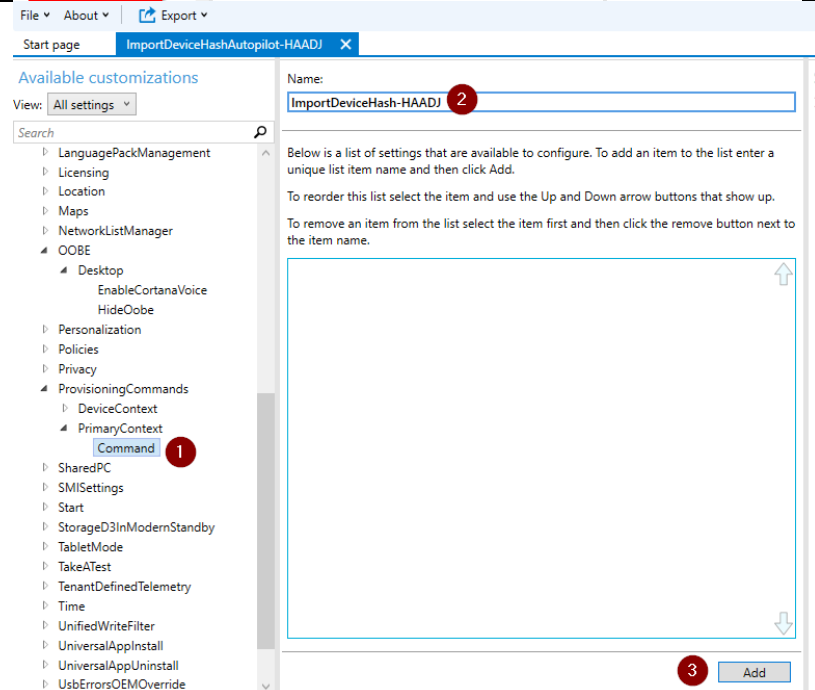 File About Export
Start page ImportDeviceHashAutopilot-HAADJ X
Available customizations
View: All settings
Search
LanguagePackManagement
Licensing
Location
Maps
NetworkListManager
OOBE
Desktop
EnableCortanaVoice
HideOobe
Personalization
Policies
Privacy
ProvisioningCommands
DeviceContext
PrimaryContext
Command 1
SharedPC
SMISettings
Start
StorageD3InModernStandby
TabletMode
TakeATest
TenantDefinedTelemetry
Time
UnifiedWriteFilter
UniversalAppInstall
UniversalAppUninstall
UsbErrorsOEMOverride
Name:
ImportDeviceHash-HAADJ 2
Below is a list of settings that are available to configure. To add an item to the list enter a
unique list item name and then click Add.
To reorder this list select the item and use the Up and Down arrow buttons that show up.
To remove an item from the list select the item first and then click the remove button next to
the item name.
3 Add